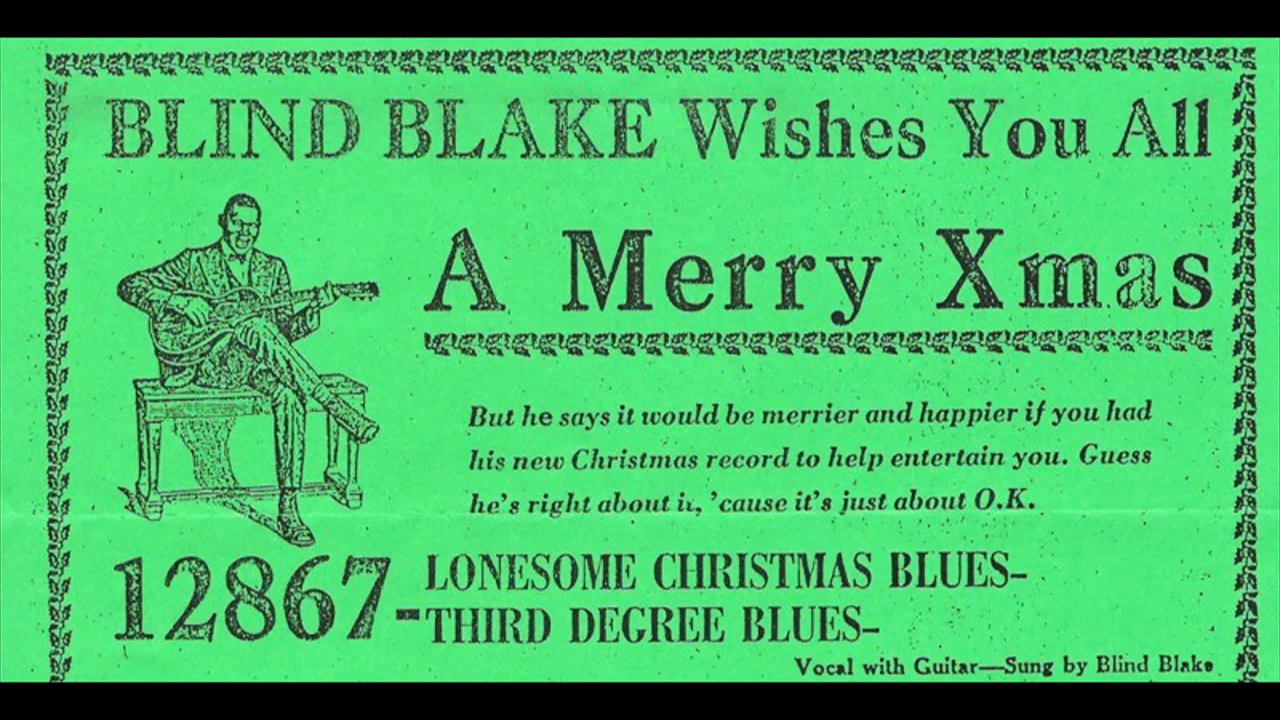 BLIND BLAKE Wishes You All
A Merry Xmas
But he says it would be merrier and happier if you had
his new Christmas record to help entertain you. Guess
he's right about it, 'cause it's just about O.K.
12867 - LONESOME CHRISTMAS BLUES–
THIRD DEGREE BLUES–
Vocal with Guitar—Sung by Blind Blake